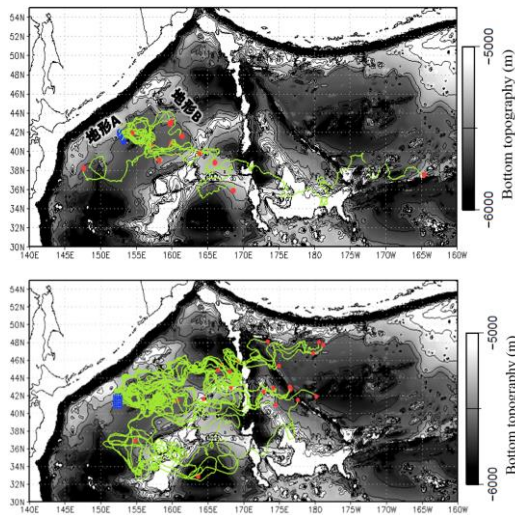 54N
52N
50N
48N
46N
44N
42N
40N
38N
36N
34N
32N
30N
地形A
地形B
140E 145E 150E 155E 160E 165E 170E 175E 180 175W 170W 165W 160W
-5000
-6000
Bottom topography (m)
54N
52N
50N
48N
46N
44N
42N
40N
38N
36N
34N
32N
30N
140E 145E 150E 155E 160E 165E 170E 175E 180 175W 170W 165W 160W
-5000
-6000
Bottom topography (m)